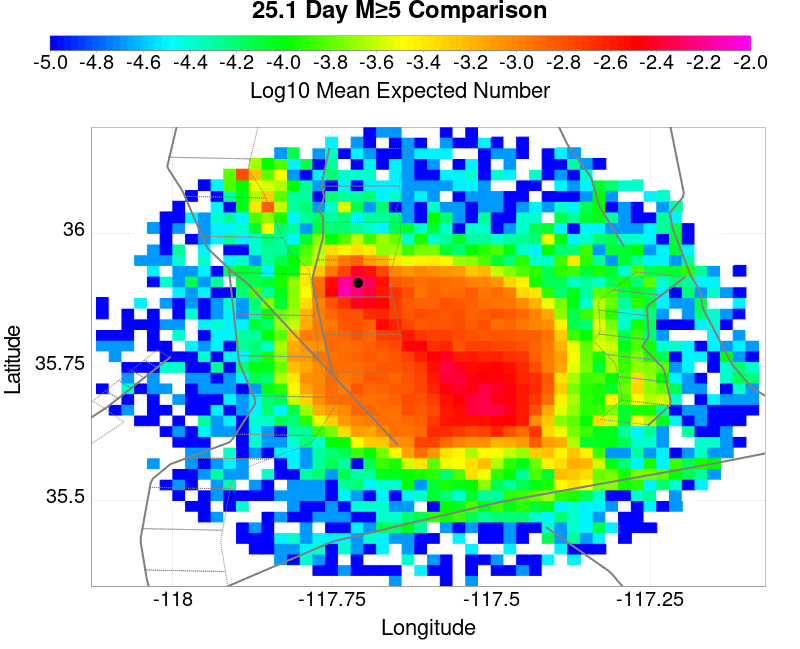 25.1 Day M≥5 Comparison
-5.0 -4.8 -4.6 -4.4 -4.2 -4.0 -3.8 -3.6 -3.4 -3.2 -3.0 -2.8 -2.6 -2.4 -2.2 -2.0
Log10 Mean Expected Number
36
35.75
35.5
Latitude
-118 -117.75 -117.5 -117.25
Longitude